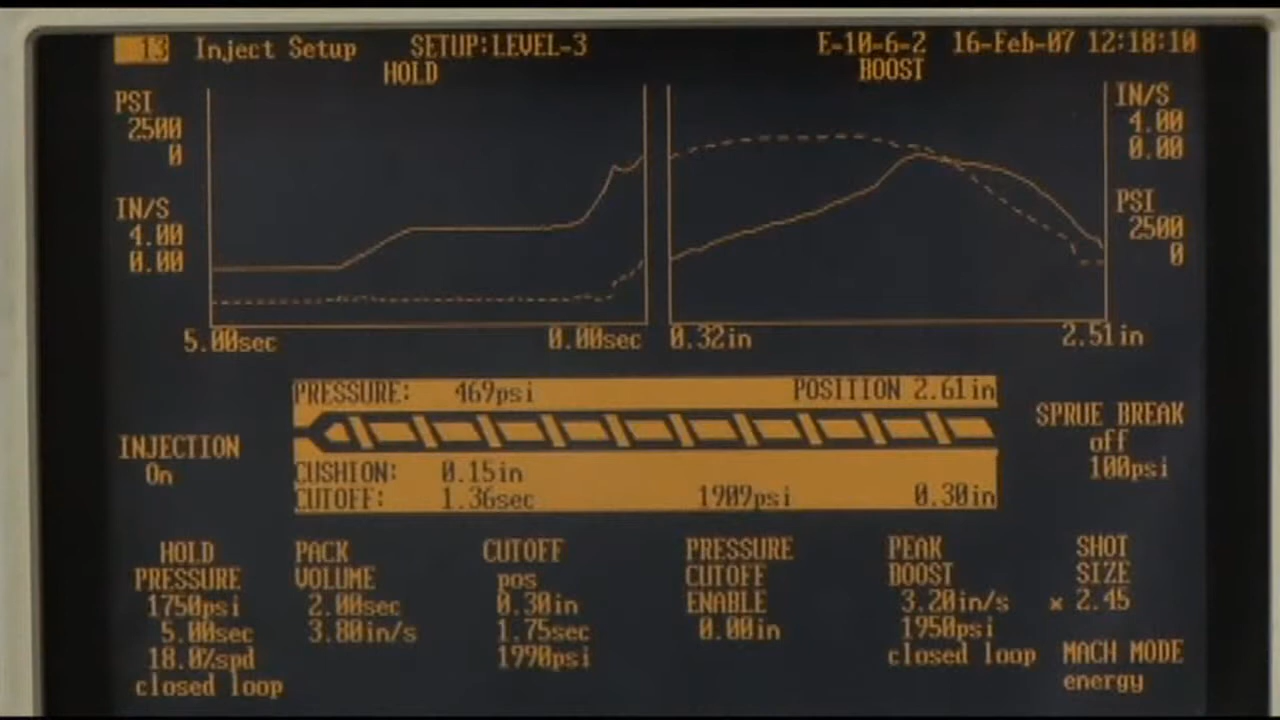 13 Inject Setup SETUP:LEVEL-3 E-10-6-2 16-Feb-07 12:18:10
HOLD BOOST
PSI
2500
0
IN/S
4.00
0.00
IN/S
4.00
0.00
PSI
2500
0
5.00sec 0.00sec 0.32in 2.51in
PRESSURE: 469psi POSITION 2.61in
CUSHION: 0.15in
CUTOFF: 1.36sec 1909psi 0.30in
INJECTION
On
SPRUE BREAK
off
100psi
HOLD
PRESSURE
1750psi
5.00sec
18.0%spd
closed loop
PACK
VOLUME
2.00sec
3.80in/s
CUTOFF
pos
0.30in
1.75sec
1990psi
PRESSURE
CUTOFF
ENABLE
0.00in
PEAK
BOOST
3.20in/s
1950psi
closed loop
SHOT
SIZE
× 2.45
MACH MODE
energy